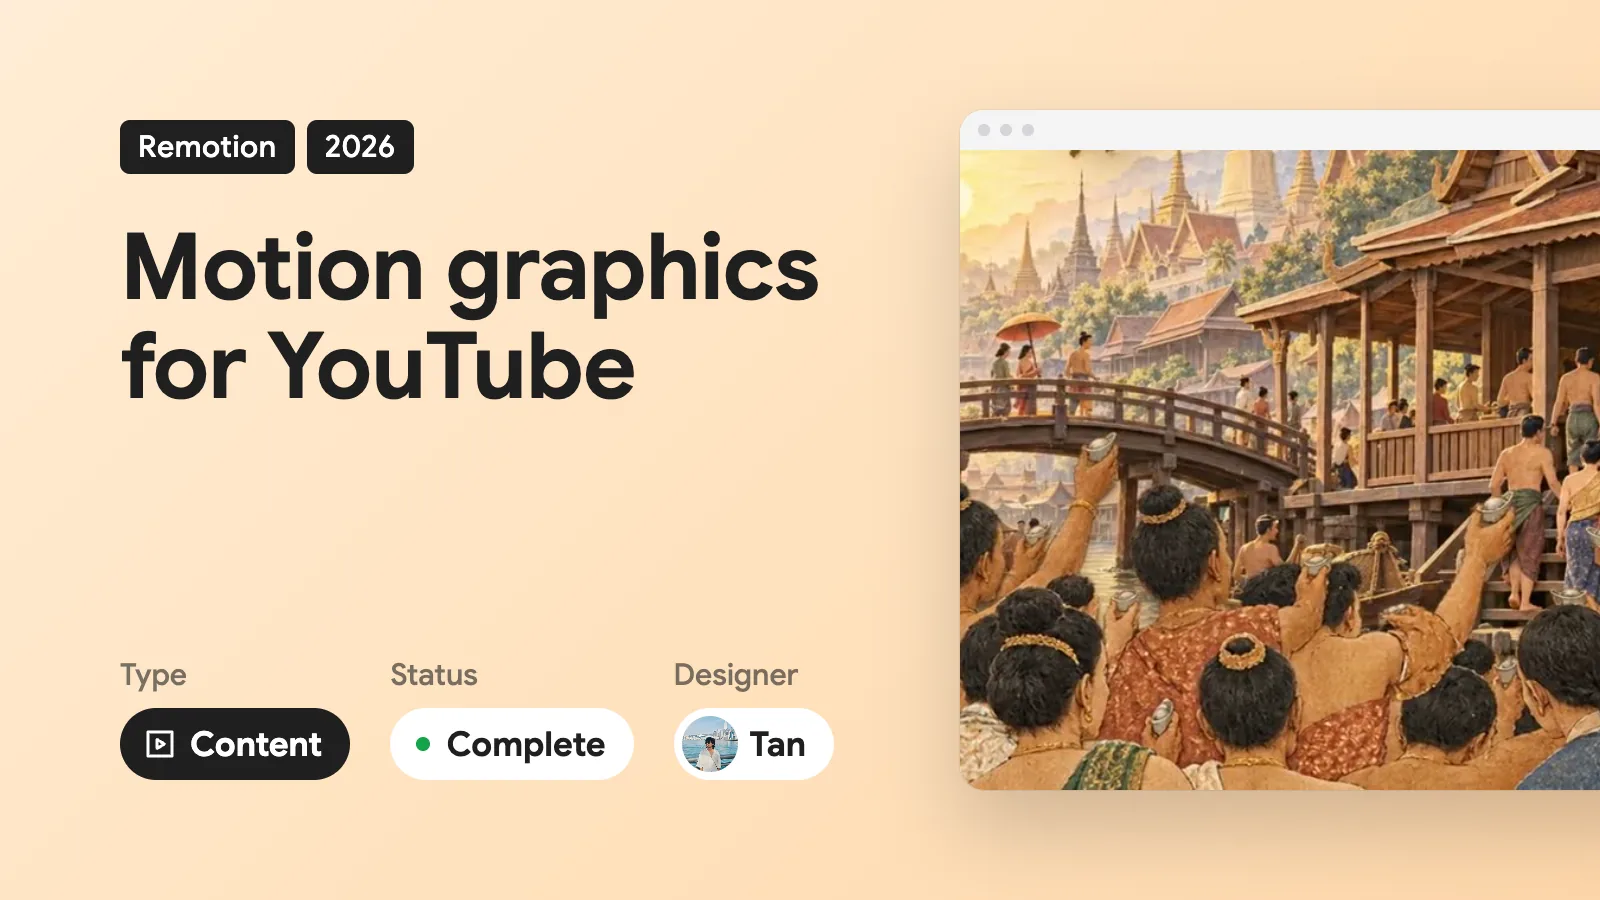 Remotion
2026
Motion graphics
for YouTube
Type
Status
Designer
Content
Complete
Tan